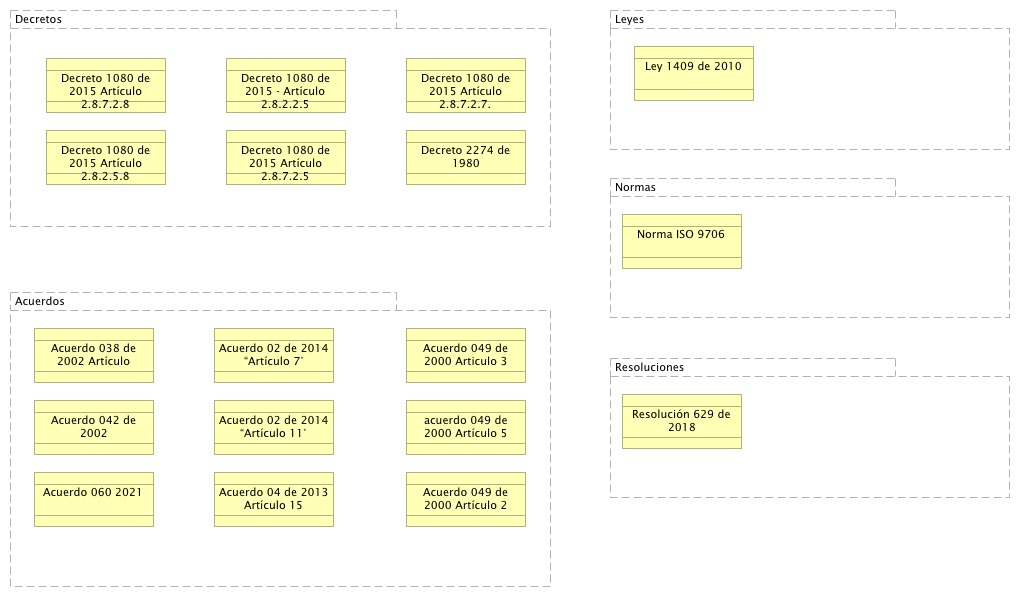 Decretos
Decreto 1080 de
2015 Artículo
2.8.7.2.8
Decreto 1080 de
2015 - Artículo
2.8.2.2.5
Decreto 1080 de
2015 Artículo
2.8.7.2.7.
Decreto 1080 de
2015 Artículo
2.8.2.5.8
Decreto 1080 de
2015 Artículo
2.8.7.2.5
Decreto 2274 de
1980
Acuerdos
Acuerdo 038 de
2002 Artículo
Acuerdo 02 de 2014
“Artículo 7”
Acuerdo 049 de
2000 Articulo 3
Acuerdo 042 de
2002
Acuerdo 02 de 2014
“Artículo 11”
acuerdo 049 de
2000 Artículo 5
Acuerdo 060 2021
Acuerdo 04 de 2013
Artículo 15
Acuerdo 049 de
2000 Artículo 2
Leyes
Ley 1409 de 2010
Normas
Norma ISO 9706
Resoluciones
Resolución 629 de
2018